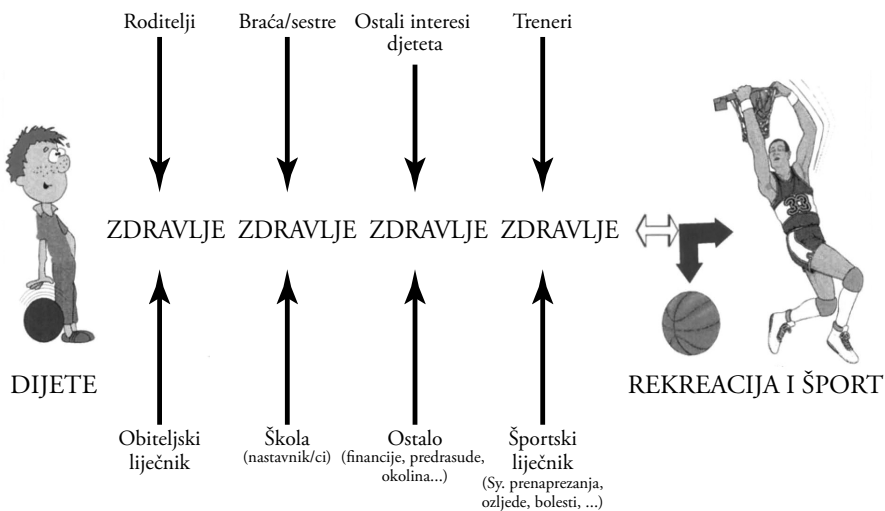 Roditelji
Braća/sestre
Ostali interesi
djeteta
Treneri
ZDRAVLJE ZDRAVLJE ZDRAVLJE ZDRAVLJE
33
DIJETE
REKREACIJA I ŠPORT
Obiteljski
liječnik
Škola
(nastavnik/ci)
Ostalo
(financije, predrasude,
okolina...)
Športski
liječnik
(Sy. prenaprezanja,
ozljede, bolesti, ...)